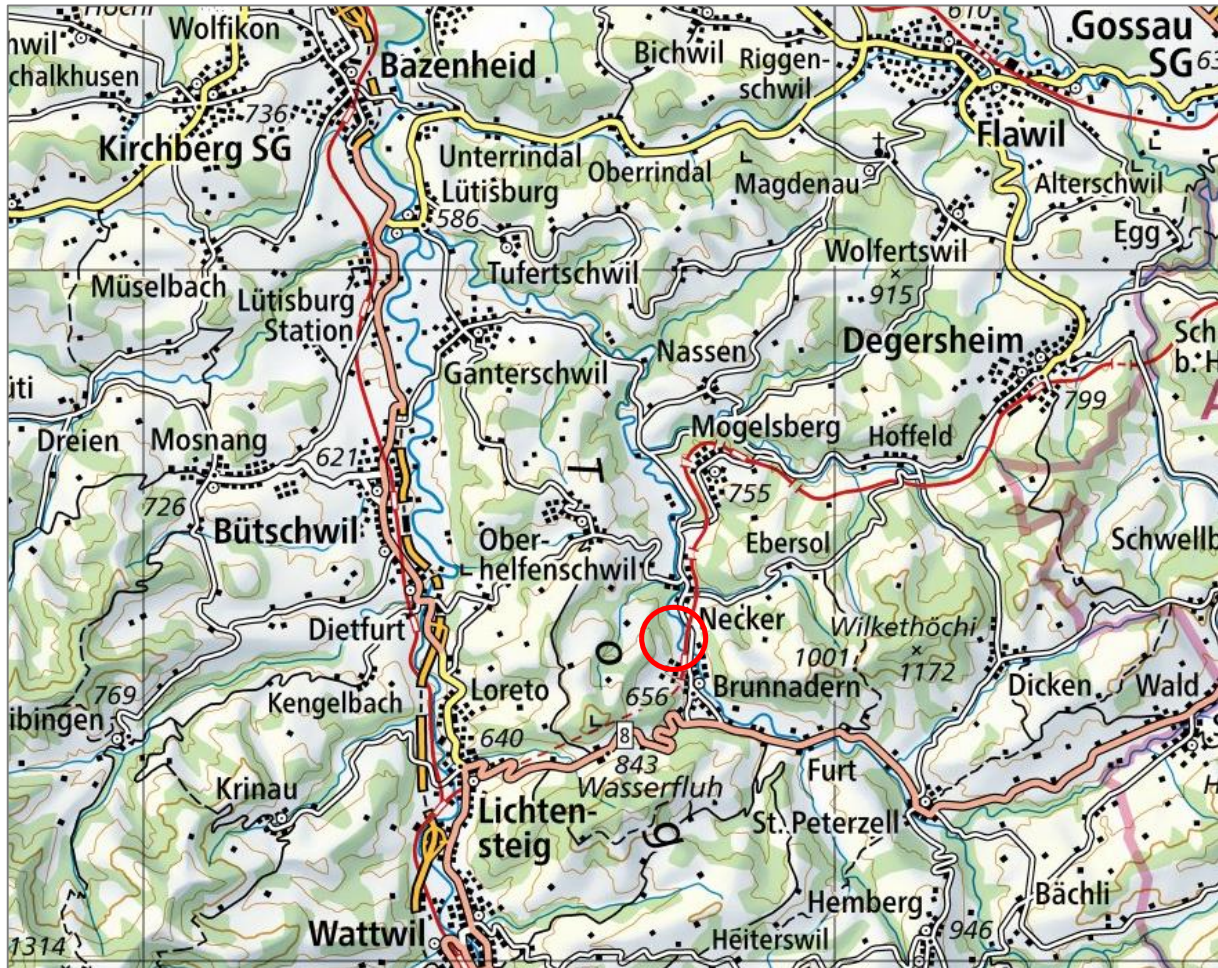 Wolfikon
610
Gossau
SG
Bazenheid
Bichwil
Riggen-
schwil
chalkhusen
736
Kirchberg SG
Unterrindal
Oberrindal
Flawil
Lütisburg
Magdenau
Alterschwil
586
Egg
Wolfertswil
915
Tufertschwil
Müselbach
Lütisburg
Station
Degersheim
Sch
b. H
Nassen
Ganterschwil
799
Dreien
Mosnang
621
Mogelsberg
Hoffeld
T
726
755
Bütschwil
Ober-
helfenschwil
Ebersol
Schwellb
Dietfurt
Necker
Wilkethöchi
o
1001
1172
769
ibingen
Kengelbach
Loreto
656
Brunnadern
Dicken
Wald
640
8
843
Wasserfluh
Furt
Krinau
Lichten-
steig
g
St. Peterzell
Bächli
Hemberg
Wattwil
Heiterswil
946
1314